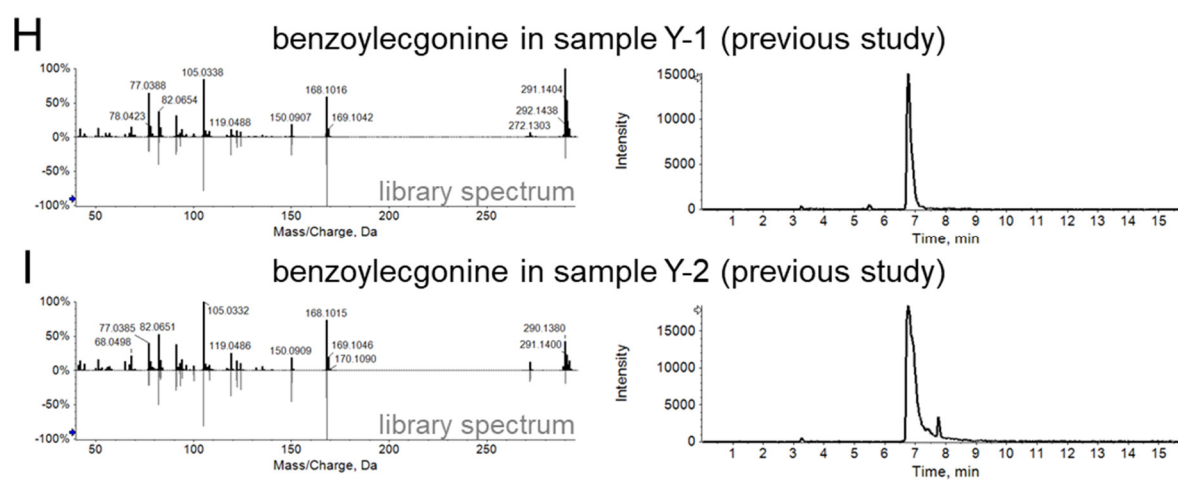 H
benzoylecgonine in sample Y-1 (previous study)
100%
50%
0%
-50%
-100%
77.0388
105.0338
82.0654
78.0423
119.0488
150.0907
168.1016
169.1042
291.1404
292.1438
272.1303
library spectrum
50 100 150 200 250
Mass/Charge, Da
Intensity
15000
10000
5000
0
1 2 3 4 5 6 7 8 9 10 11 12 13 14 15
Time, min
I
benzoylecgonine in sample Y-2 (previous study)
100%
50%
0%
-50%
-100%
105.0332
77.0385
82.0651
68.0498
119.0486
150.0909
168.1015
169.1046
170.1090
290.1380
291.1400
library spectrum
50 100 150 200 250
Mass/Charge, Da
Intensity
15000
10000
5000
0
1 2 3 4 5 6 7 8 9 10 11 12 13 14 15
Time, min